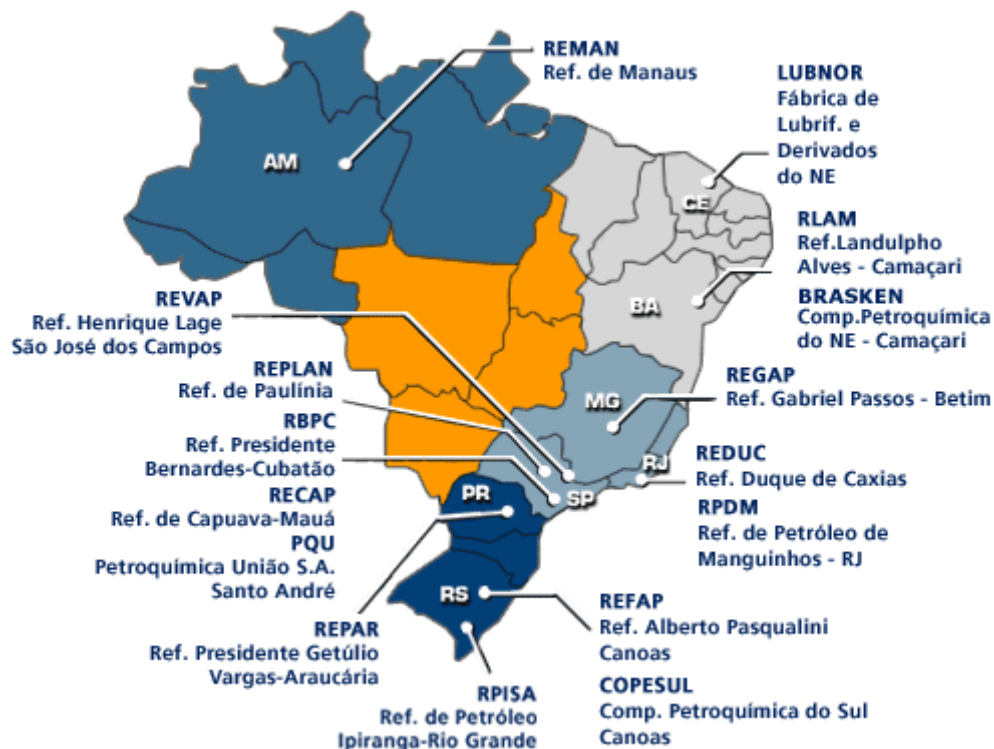 REMAN
Ref. de Manaus
LUBNOR
Fábrica de
Lubrif. e
Derivados
do NE
AM
CE
RLAM
Ref.Landulpho
Alves - Camaçari
BRASKEN
Comp.Petroquímica
do NE - Camaçari
BA
REVAP
Ref. Henrique Lage
São José dos Campos
REPLAN
Ref. de Paulínia
RBPC
Ref. Presidente
Bernardes-Cubatão
RECAP
Ref. de Capuava-Mauá
PQU
Petroquímica União S.A.
Santo André
MG
REGAP
Ref. Gabriel Passos - Betim
RJ
REDUC
Ref. Duque de Caxias
RPDM
Ref. de Petróleo de
Manguinhos - RJ
SP
PR
RS
REPAR
Ref. Presidente Getúlio
Vargas-Araucária
RPISA
Ref. de Petróleo
Ipiranga-Rio Grande
REFAP
Ref. Alberto Pasqualini
Canoas
COPESUL
Comp. Petroquímica do Sul
Canoas